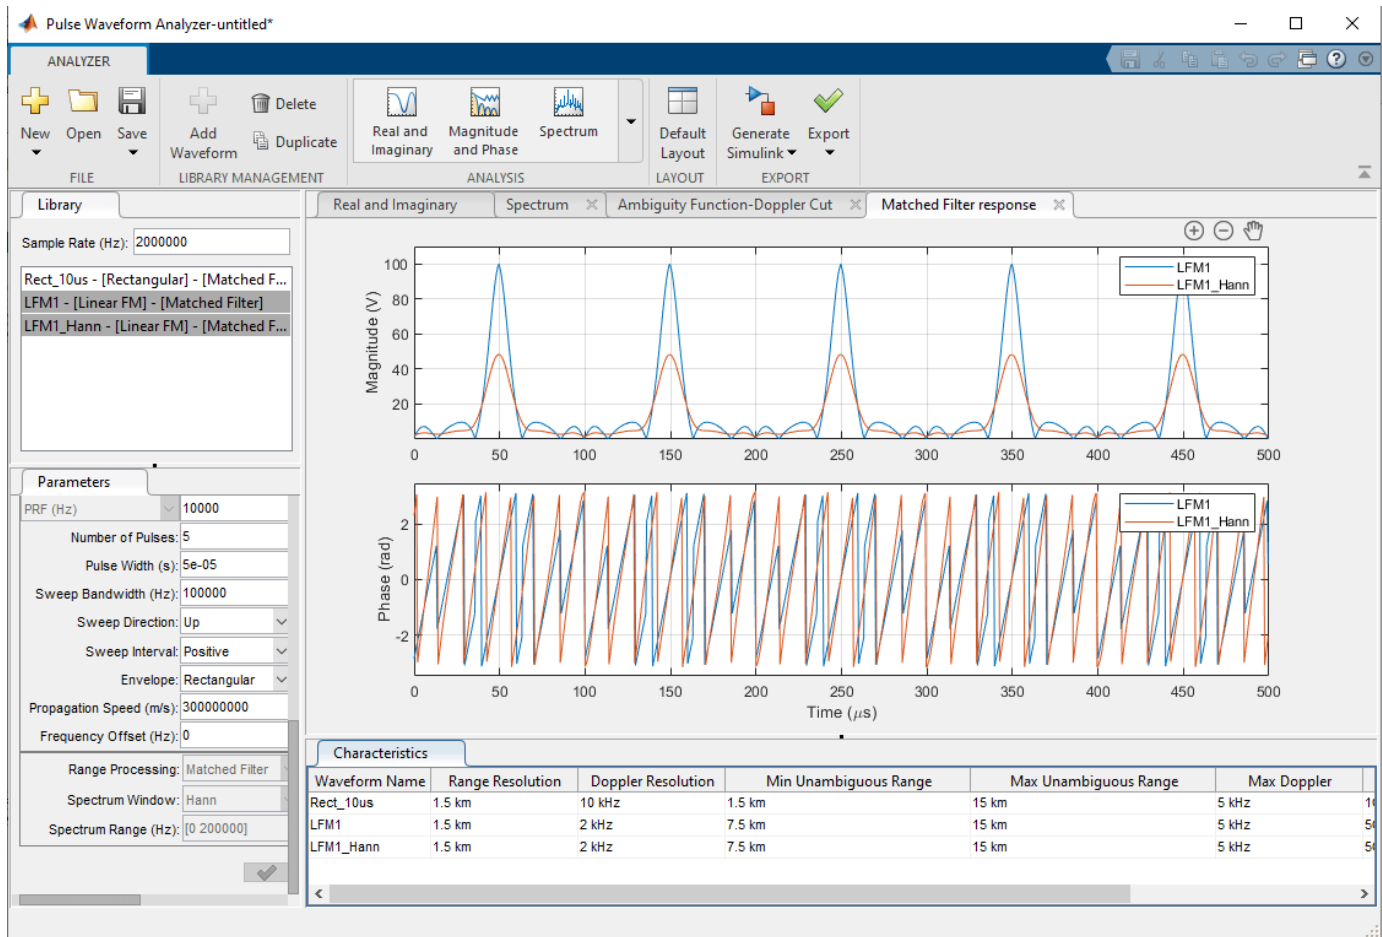 Pulse Waveform Analyzer-untitled*
ANALYZER
New
Open
Save
Add
Waveform
Delete
Duplicate
Real and
Imaginary
Magnitude
and Phase
Spectrum
Default
Layout
Generate
Simulink
Export
FILE
LIBRARY MANAGEMENT
ANALYSIS
LAYOUT
EXPORT
Library
Sample Rate (Hz): 2000000
Rect_10us - [Rectangular] - [Matched F...
LFM1 - [Linear FM] - [Matched Filter]
LFM1_Hann - [Linear FM] - [Matched F...
Parameters
PRF (Hz) 10000
Number of Pulses: 5
Pulse Width (s): 5e-05
Sweep Bandwidth (Hz): 100000
Sweep Direction: Up
Sweep Interval: Positive
Envelope: Rectangular
Propagation Speed (m/s): 300000000
Frequency Offset (Hz): 0
Range Processing: Matched Filter
Spectrum Window: Hann
Spectrum Range (Hz): [0 200000]
Real and Imaginary Spectrum Ambiguity Function-Doppler Cut Matched Filter response
Magnitude (V)
100
80
60
40
20
LFM1
LFM1_Hann
0 50 100 150 200 250 300 350 400 450 500
Phase (rad)
2
0
-2
LFM1
LFM1_Hann
0 50 100 150 200 250 300 350 400 450 500
Time (μs)
Characteristics
Waveform Name Range Resolution Doppler Resolution Min Unambiguous Range Max Unambiguous Range Max Doppler
Rect_10us 1.5 km 10 kHz 1.5 km 15 km 5 kHz
LFM1 1.5 km 2 kHz 7.5 km 15 km 5 kHz
LFM1_Hann 1.5 km 2 kHz 7.5 km 15 km 5 kHz